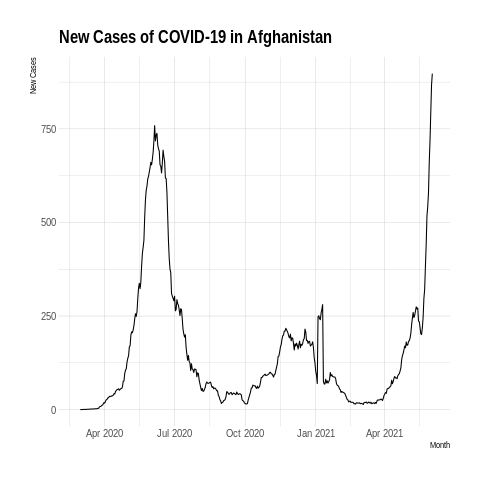 New Cases of COVID-19 in Afghanistan
New Cases
750
500
250
0
Apr 2020 Jul 2020 Oct 2020 Jan 2021 Apr 2021
Month